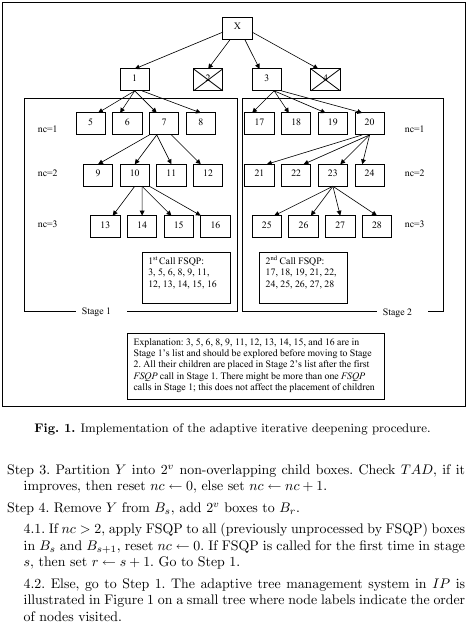 X
1 2 3 4
5 6 7 8 17 18 19 20
nc=1 nc=1
9 10 11 12 21 22 23 24
nc=2 nc=2
13 14 15 16 25 26 27 28
nc=3 nc=3
1st Call FSQP:
3, 5, 6, 8, 9, 11,
12, 13, 14, 15, 16
2nd Call FSQP:
17, 18, 19, 21, 22,
24, 25, 26, 27, 28
Stage 1
Stage 2
Explanation: 3, 5, 6, 8, 9, 11, 12, 13, 14, 15, and 16 are in
Stage 1's list and should be explored before moving to Stage
2. All their children are placed in Stage 2's list after the first
FSQP call in Stage 1. There might be more than one FSQP
calls in Stage 1; this does not affect the placement of children
Fig. 1. Implementation of the adaptive iterative deepening procedure.
Step 3. Partition Y into 2^v non-overlapping child boxes. Check TAD, if it
improves, then reset nc ← 0, else set nc ← nc + 1.
Step 4. Remove Y from B_s, add 2^v boxes to B_r.
4.1. If nc > 2, apply FSQP to all (previously unprocessed by FSQP) boxes
in B_s and B_{s+1}, reset nc ← 0. If FSQP is called for the first time in stage
s, then set r ← s + 1. Go to Step 1.
4.2. Else, go to Step 1. The adaptive tree management system in IP is
illustrated in Figure 1 on a small tree where node labels indicate the order
of nodes visited.